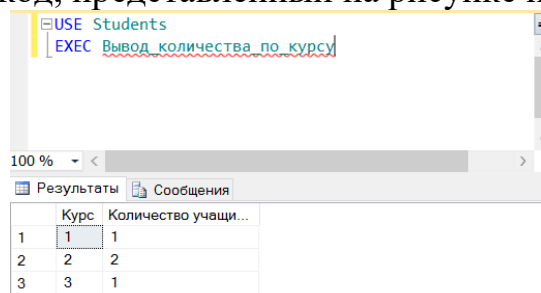 код, представленный на рисунке
USE Students
EXEC Вывод_количества_по_курсу
100 %
Результаты Сообщения
Курс Количество учащи...
1 1 1
2 2 2
3 3 1